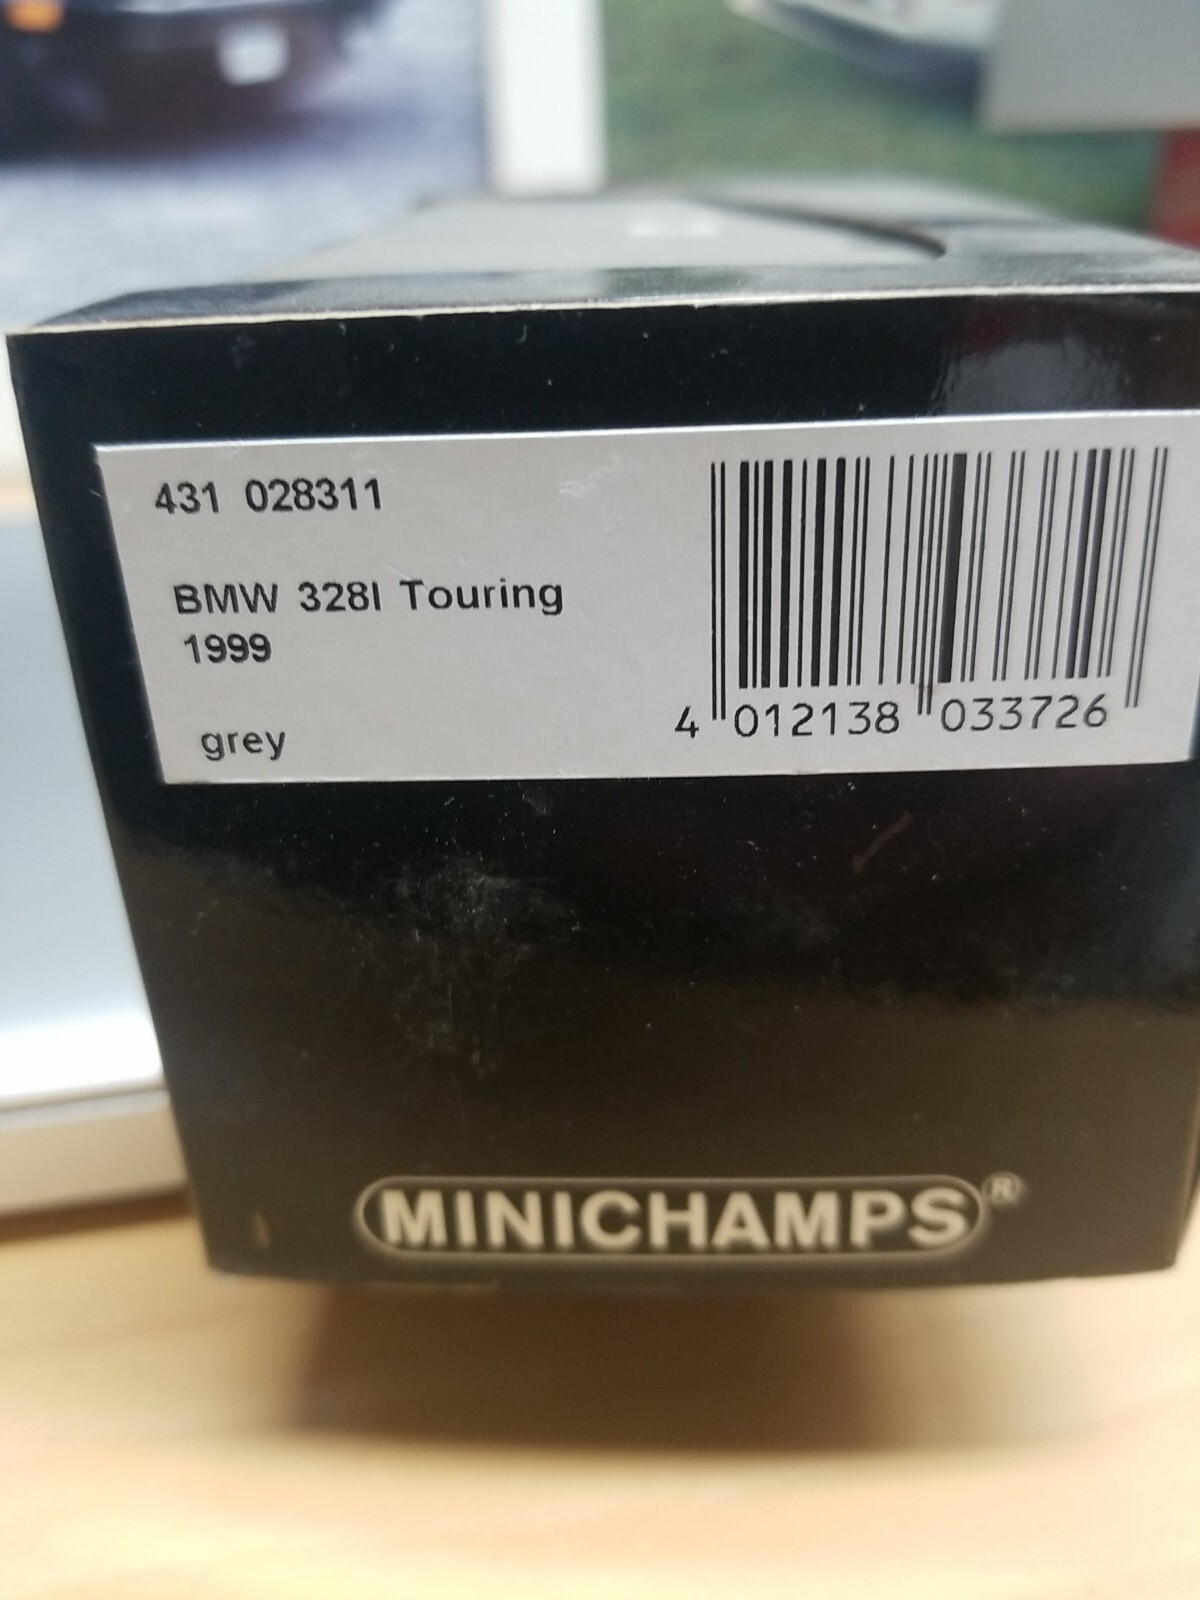 431 028311
BMW 328I Touring
1999
grey
4 012138 033726
MINICHAMPS®